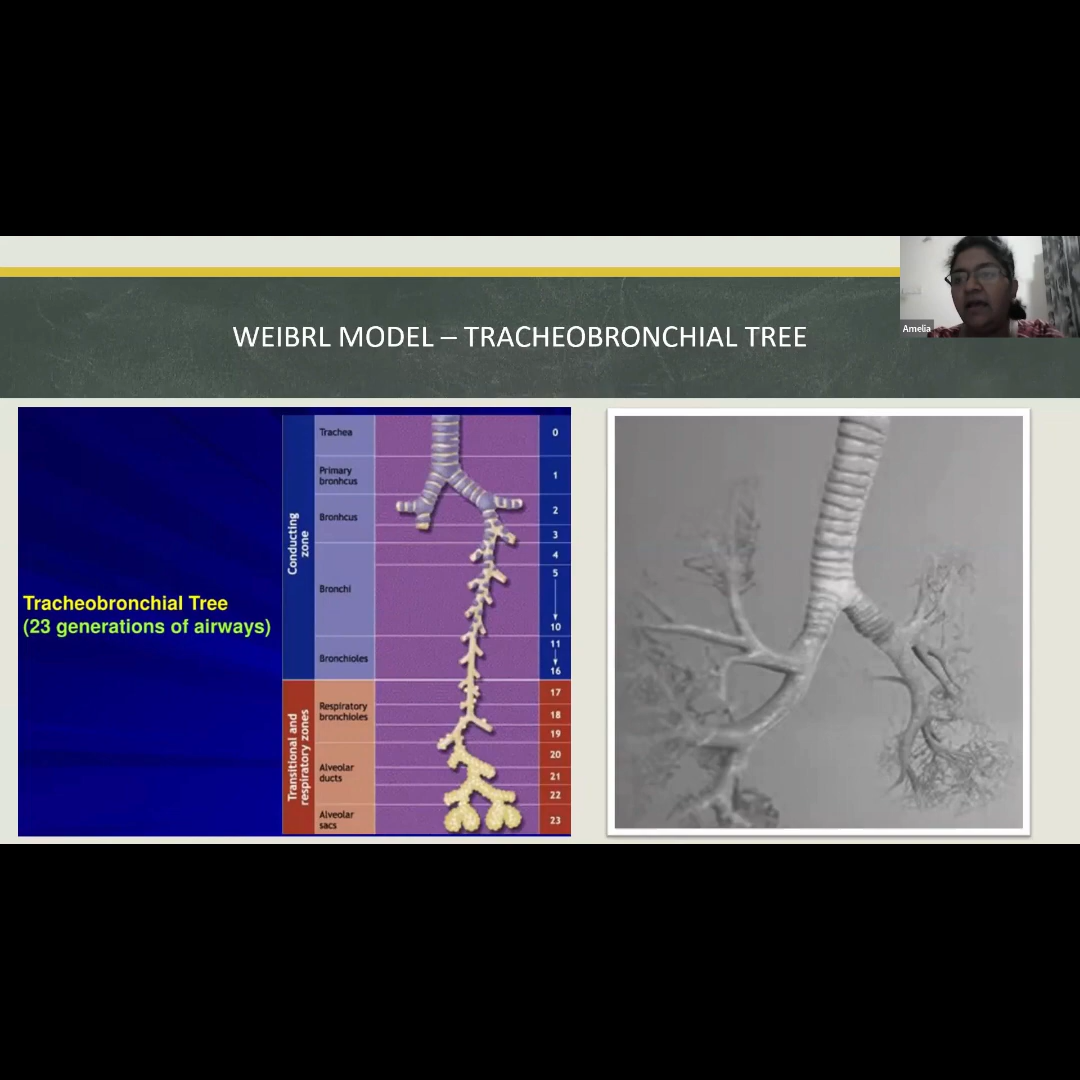 WEIBRL MODEL – TRACHEOBRONCHIAL TREE
Amelia
Tracheobronchial Tree
(23 generations of airways)
Conducting
zone
Transitional and
respiratory zones
Trachea
0
Primary
bronhcus
1
Bronhcus
2
3
4
Bronchi
5
10
Bronchioles
11
16
Respiratory
bronchioles
17
18
19
Alveolar
ducts
20
21
22
Alveolar
sacs
23